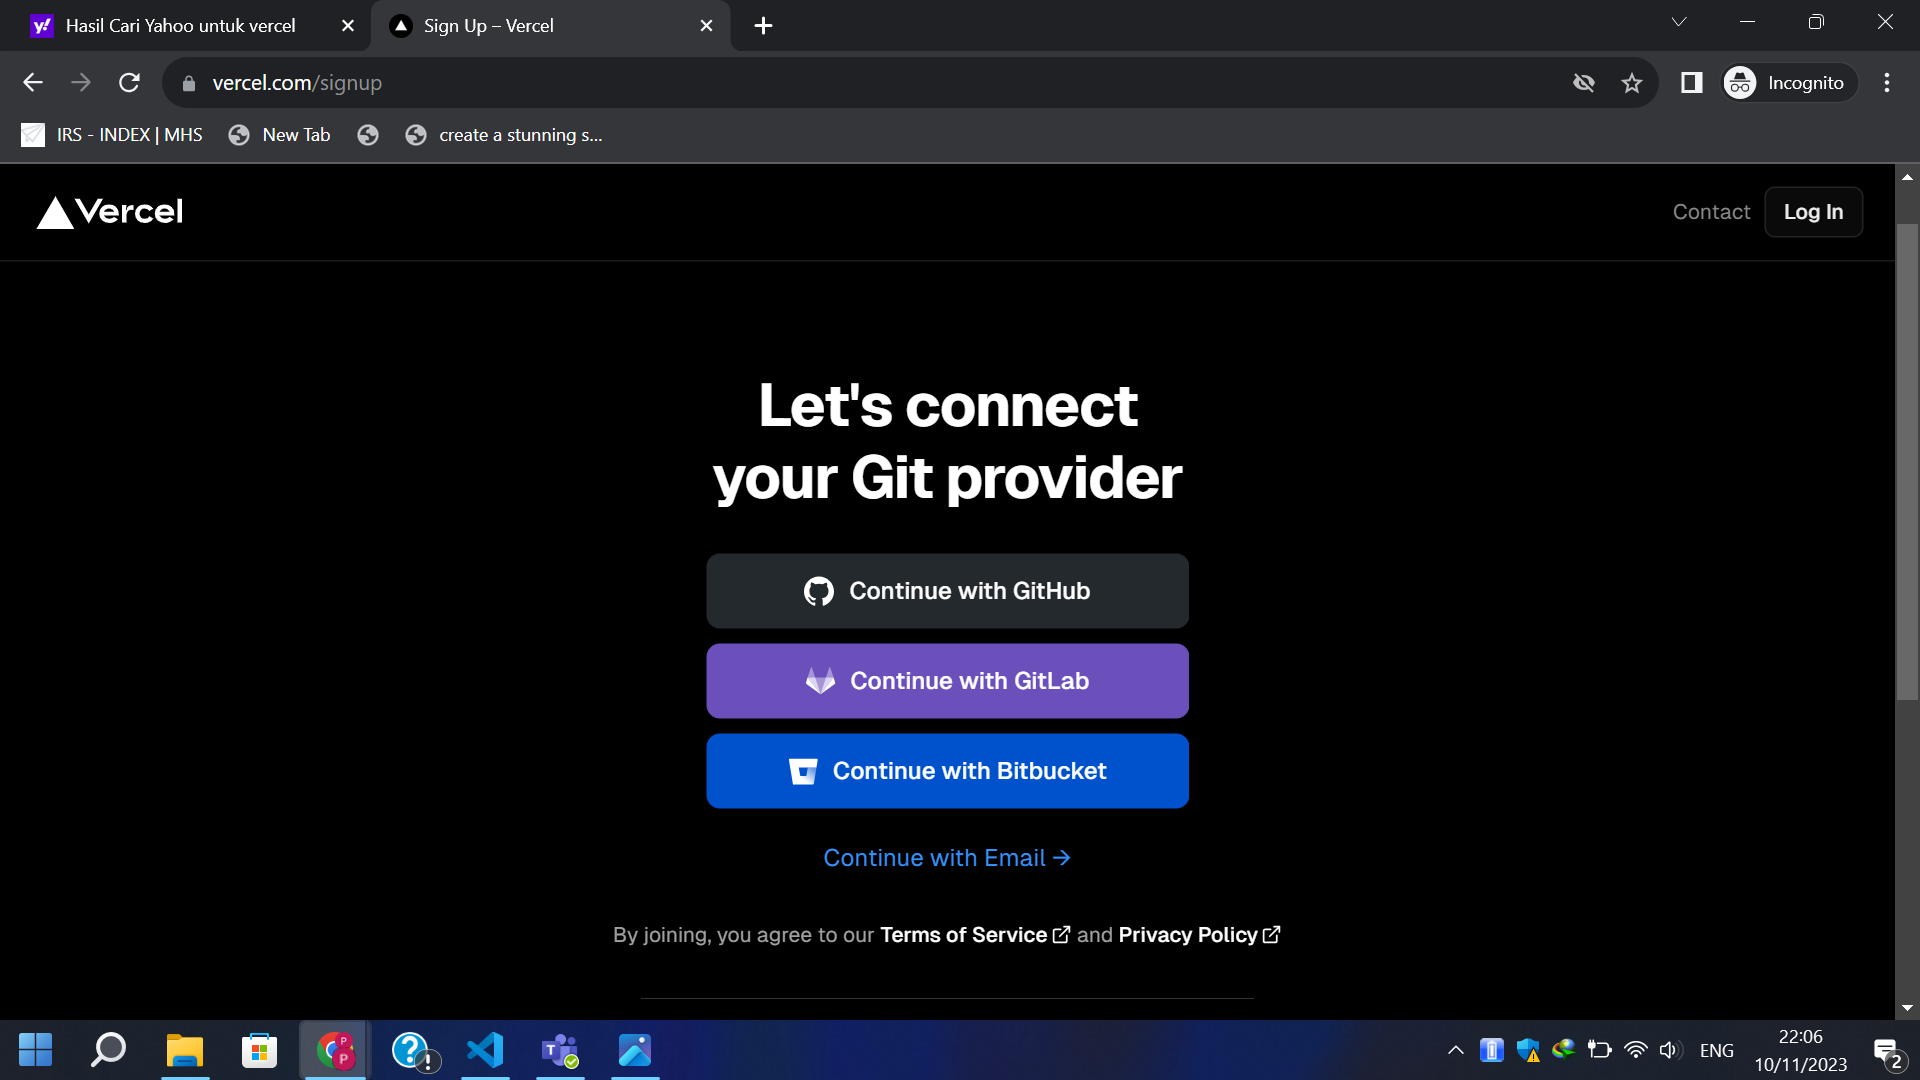 Hasil Cari Yahoo untuk vercel
Sign Up – Vercel
vercel.com/signup
Incognito
IRS - INDEX | MHS
New Tab
create a stunning s...
Vercel
Contact
Log In
Let's connect
your Git provider
Continue with GitHub
Continue with GitLab
Continue with Bitbucket
Continue with Email →
By joining, you agree to our Terms of Service and Privacy Policy
ENG
22:06
10/11/2023
2